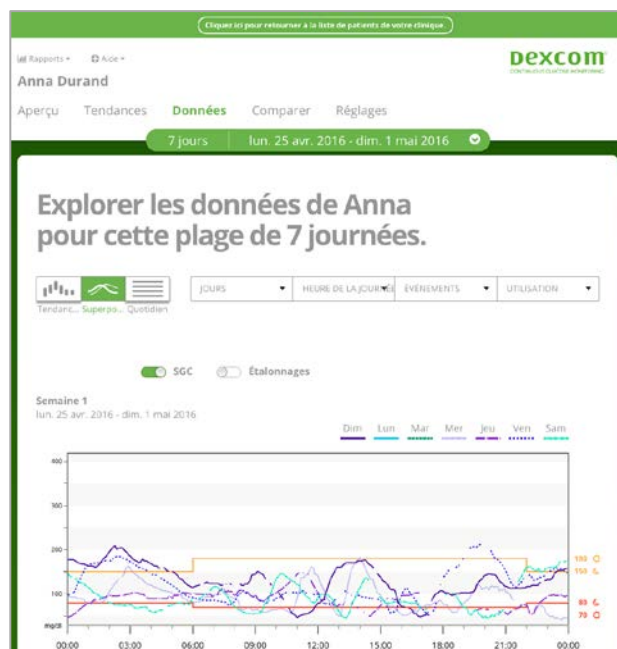 Cliquez ici pour retourner à la liste de patients de votre clinique.
Rapports Aide
Dexcom
CONTINUOUS GLUCOSE MONITORING
Anna Durand
Aperçu Tendances Données Comparer Réglages
7 jours lun. 25 avr. 2016 - dim. 1 mai 2016
Explorer les données de Anna
pour cette plage de 7 journées.
JOURS HEURE DE LA JOURNÉE ÉVÉNEMENTS UTILISATION
Tendanc... Superpo... Quotidien
SGC Étalonnages
Semaine 1
lun. 25 avr. 2016 - dim. 1 mai 2016
Dim Lun Mar Mer Jeu Ven Sam
400
300
200
180
150
100
80
70
mg/dl
00:00 03:00 06:00 09:00 12:00 15:00 18:00 21:00 00:00